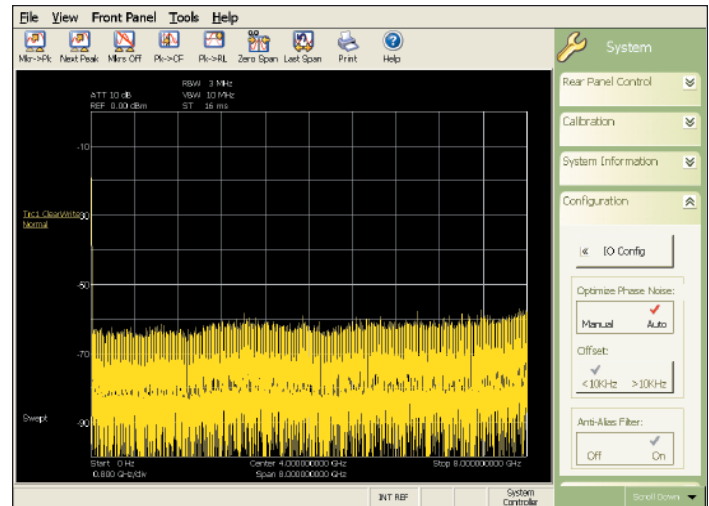 File View Front Panel Tools Help
Mkr->Pk Next Peak Mkrs Off Pk->CF Pk->RL Zero Span Last Span Print Help
System
RBW 3 MHz
ATT 10 dB VBW 10 MHz
REF 0.00 dBm ST 16 ms
-10
Trc1 ClearWrite
Normal
-50
-70
-90
Swept
Start 0 Hz Center 4.000000000 GHz Stop 8.000000000 GHz
0.800 GHz/div Span 8.000000000 GHz
INT REF
System
Controller
Rear Panel Control
Calibration
System Information
Configuration
IO Config
Optimize Phase Noise:
Manual Auto
Offset:
<10KHz >10KHz
Anti-Alias Filter:
Off On
Scroll Down